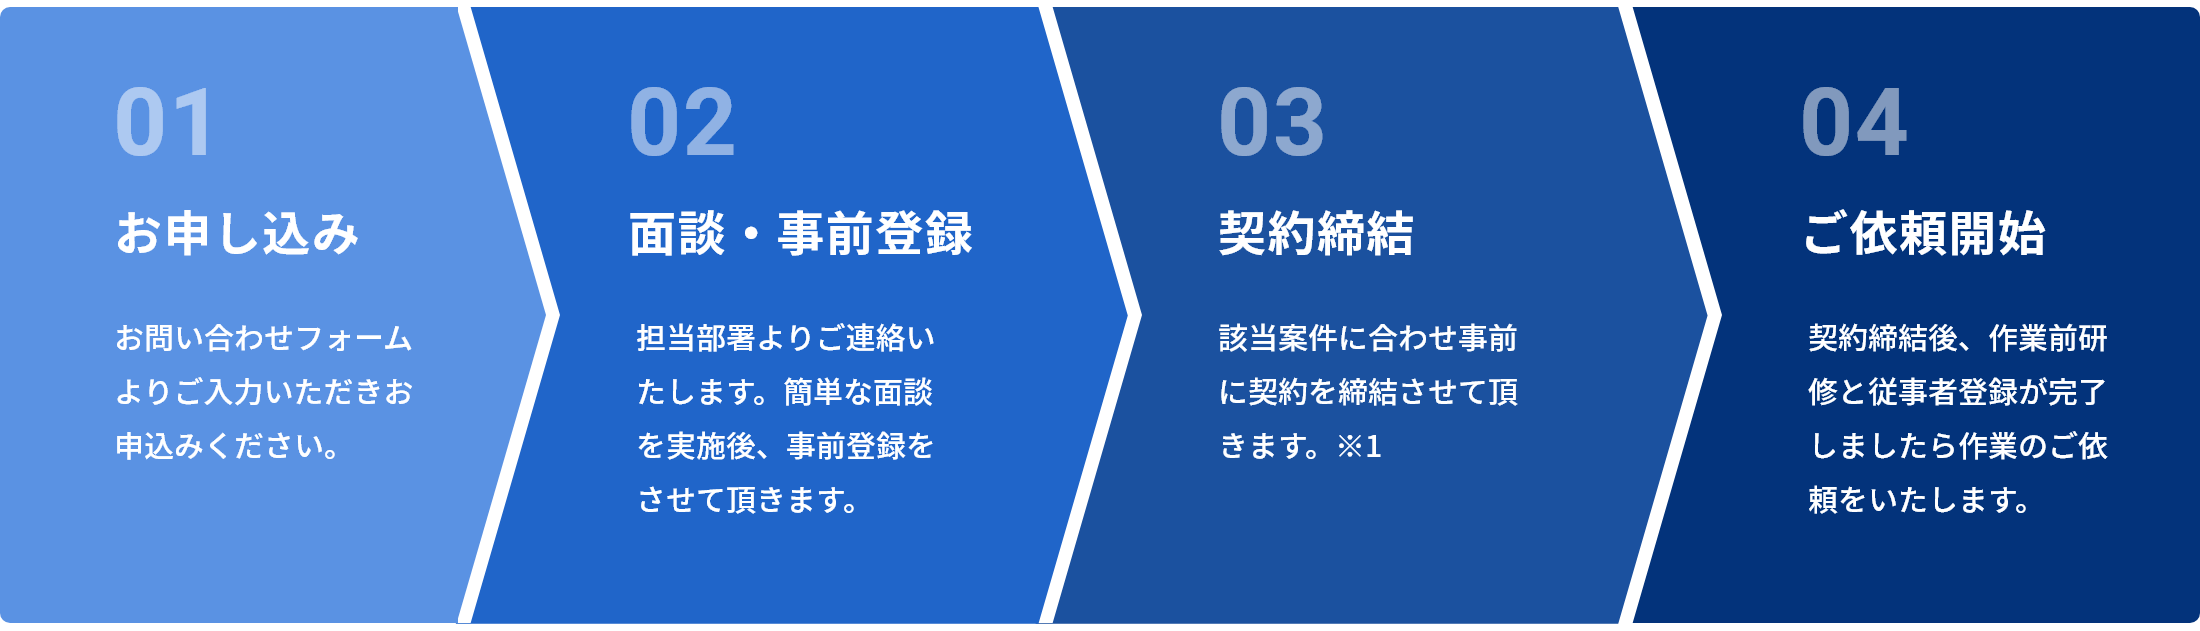 01
お申し込み
お問い合わせフォーム
よりご入力いただきお
申込みください。
02
面談・事前登録
担当部署よりご連絡い
たします。簡単な面談
を実施後、事前登録を
させて頂きます。
03
契約締結
該当案件に合わせ事前
に契約を締結させて頂
きます。※1
04
ご依頼開始
契約締結後、作業前研
修と従事者登録が完了
しましたら作業のご依
頼をいたします。